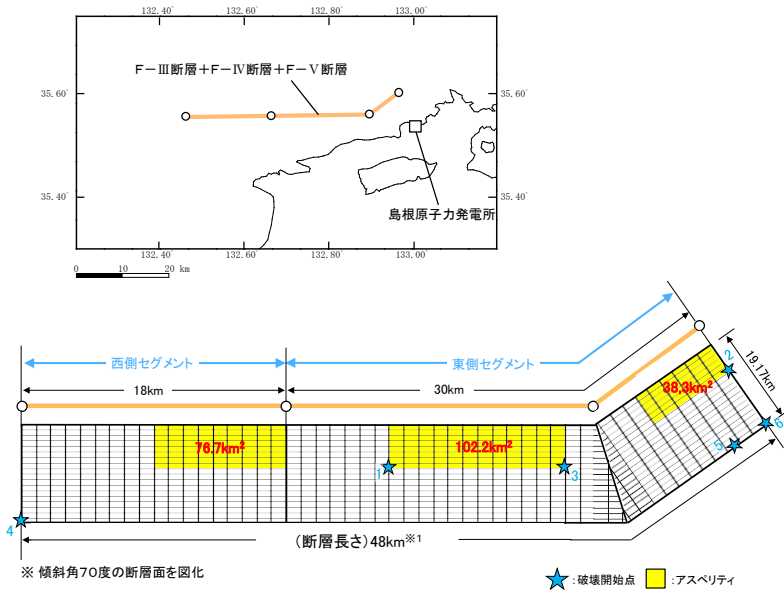 132.40°
132.60°
132.80°
133.00°
F－Ⅲ断層＋F－Ⅳ断層＋F－Ⅴ断層
35.60°
35.60°
35.40°
35.40°
島根原子力発電所
132.40°
132.60°
132.80°
133.00°
0 10 20 km
西側セグメント
東側セグメント
18km
30km
19.17km
2
38.3km²
76.7km²
102.2km²
1
3
5
6
4
(断層長さ)48km※1
※ 傾斜角70度の断層面を図化
:破壊開始点
:アスペリティ